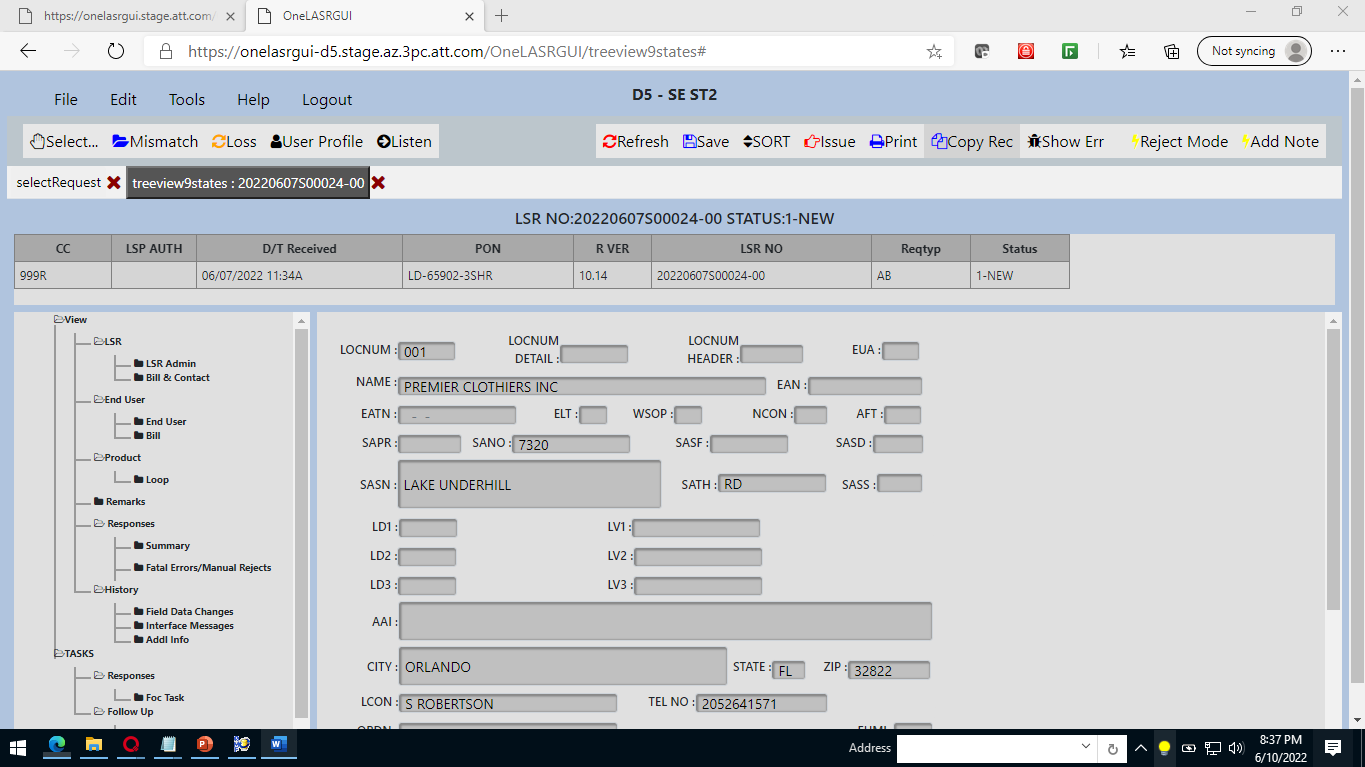 https://onelasrgui.stage.att.com/
OneLASRGUI
https://onelasrgui-d5.stage.az.3pc.att.com/OneLASRGUI/treeview9states#
Not syncing
File Edit Tools Help Logout
D5 - SE ST2
Select... Mismatch Loss User Profile Listen
Refresh Save SORT Issue Print Copy Rec Show Err Reject Mode Add Note
selectRequest treeview9states : 20220607S00024-00
LSR NO:20220607S00024-00 STATUS:1-NEW
CC LSP AUTH D/T Received PON R VER LSR NO Reqtyp Status
999R 06/07/2022 11:34A LD-65902-3SHR 10.14 20220607S00024-00 AB 1-NEW
View
LSR
LSR Admin
Bill & Contact
End User
End User
Bill
Product
Loop
Remarks
Responses
Summary
Fatal Errors/Manual Rejects
History
Field Data Changes
Interface Messages
Addl Info
TASKS
Responses
Foc Task
Follow Up
LOCNUM : 001 LOCNUM DETAIL : LOCNUM HEADER : EUA :
NAME : PREMIER CLOTHIERS INC EAN :
EATN : - - ELT : WSOP : NCON : AFT :
SAPR : SANO : 7320 SASF : SASD :
SASN : LAKE UNDERHILL SATH : RD SASS :
LD1 : LV1 :
LD2 : LV2 :
LD3 : LV3 :
AAI :
CITY : ORLANDO STATE : FL ZIP : 32822
LCON : S ROBERTSON TEL NO : 2052641571
Address
8:37 PM
6/10/2022